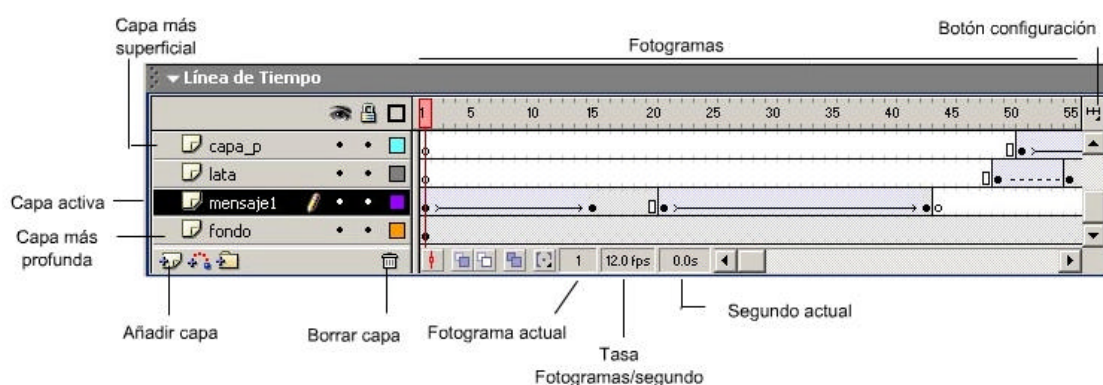 Capa más
superficial
Fotogramas
Botón configuración
Línea de Tiempo
1 5 10 15 20 25 30 35 40 45 50 55
capa_p
lata
Capa activa
mensaje1
Capa más
profunda
fondo
1 12.0 fps 0.0s
Añadir capa
Borrar capa
Fotograma actual
Segundo actual
Tasa
Fotogramas/segundo